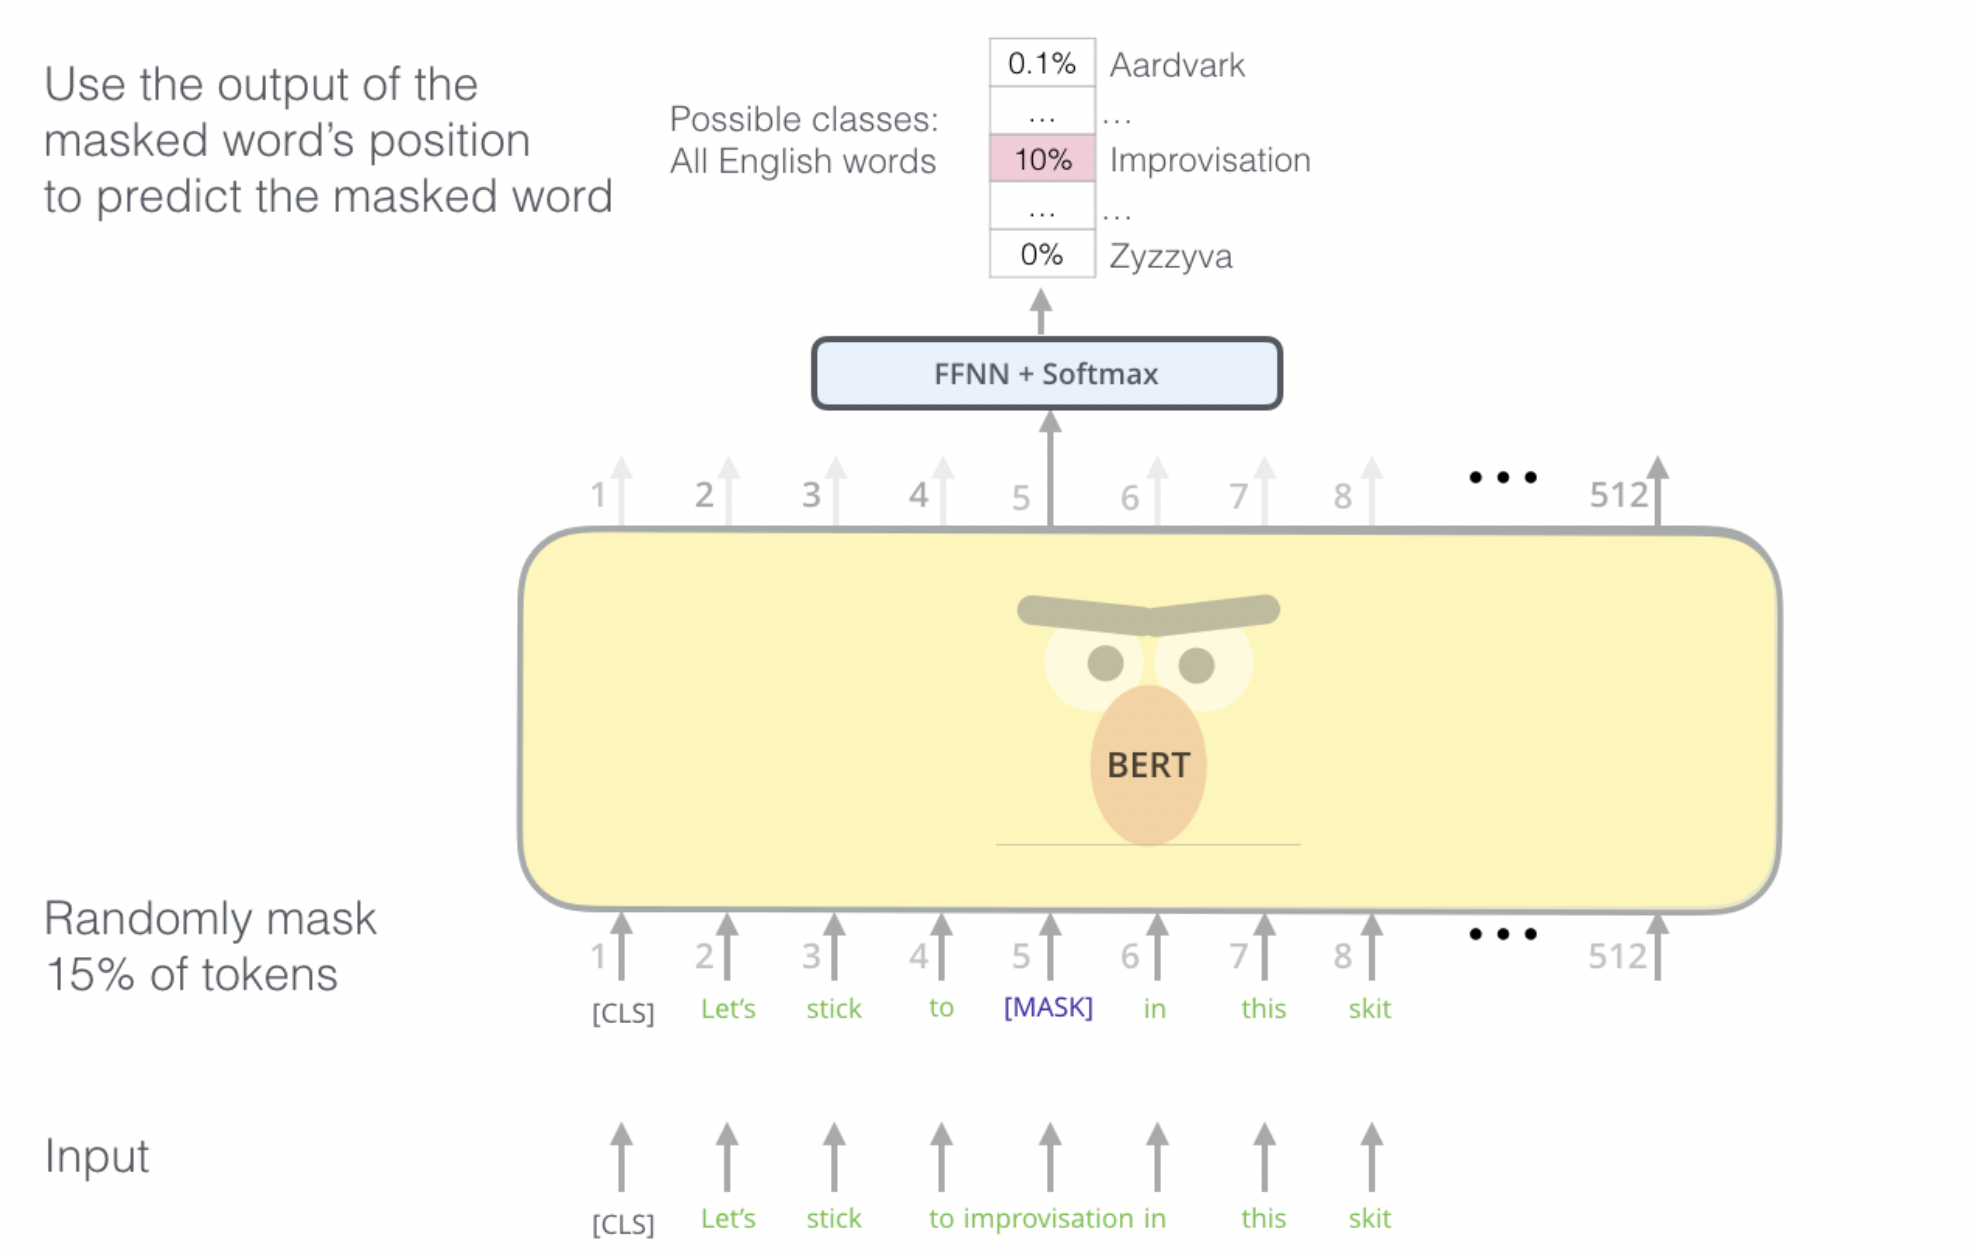 Use the output of the
masked word’s position
to predict the masked word
Possible classes:
All English words
0.1% Aardvark
... ...
10% Improvisation
... ...
0% Zyzzyva
FFNN + Softmax
1 2 3 4 5 6 7 8 ... 512
BERT
Randomly mask
15% of tokens
1 2 3 4 5 6 7 8 ... 512
[CLS] Let’s stick to [MASK] in this skit
Input
[CLS] Let’s stick to improvisation in this skit